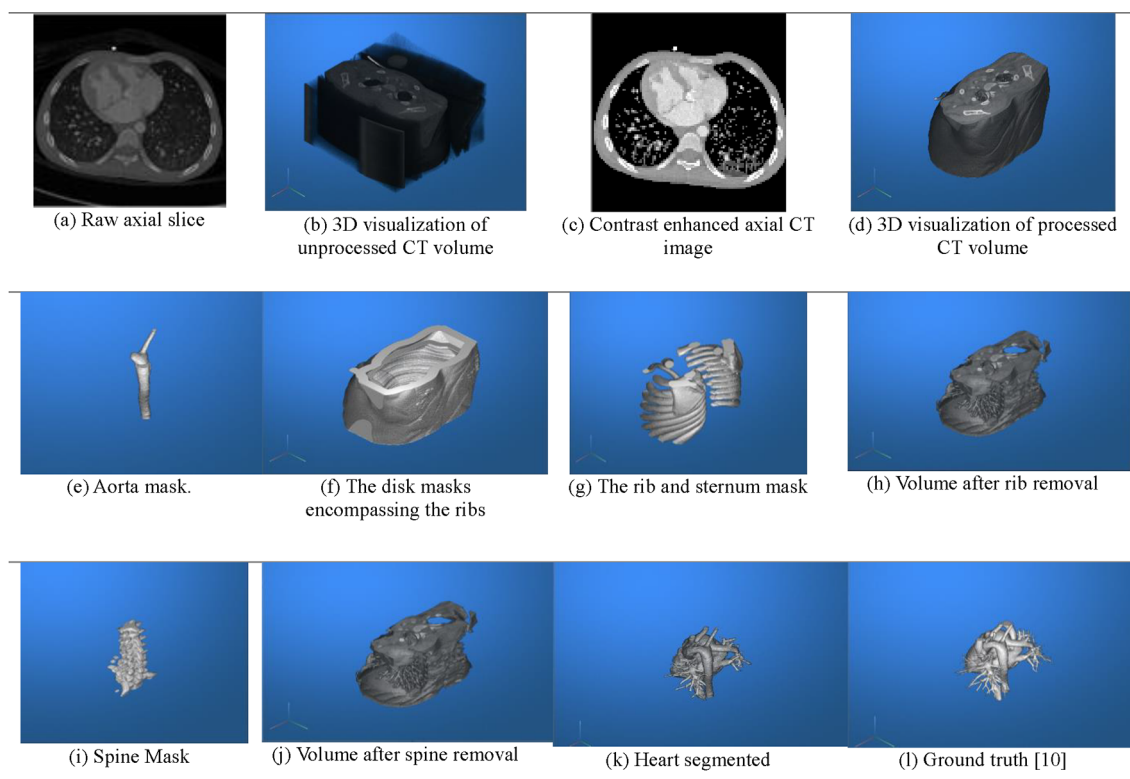 (a) Raw axial slice
(b) 3D visualization of
unprocessed CT volume
(c) Contrast enhanced axial CT
image
(d) 3D visualization of processed
CT volume
(e) Aorta mask.
(f) The disk masks
encompassing the ribs
(g) The rib and sternum mask
(h) Volume after rib removal
(i) Spine Mask
(j) Volume after spine removal
(k) Heart segmented
(l) Ground truth [10]